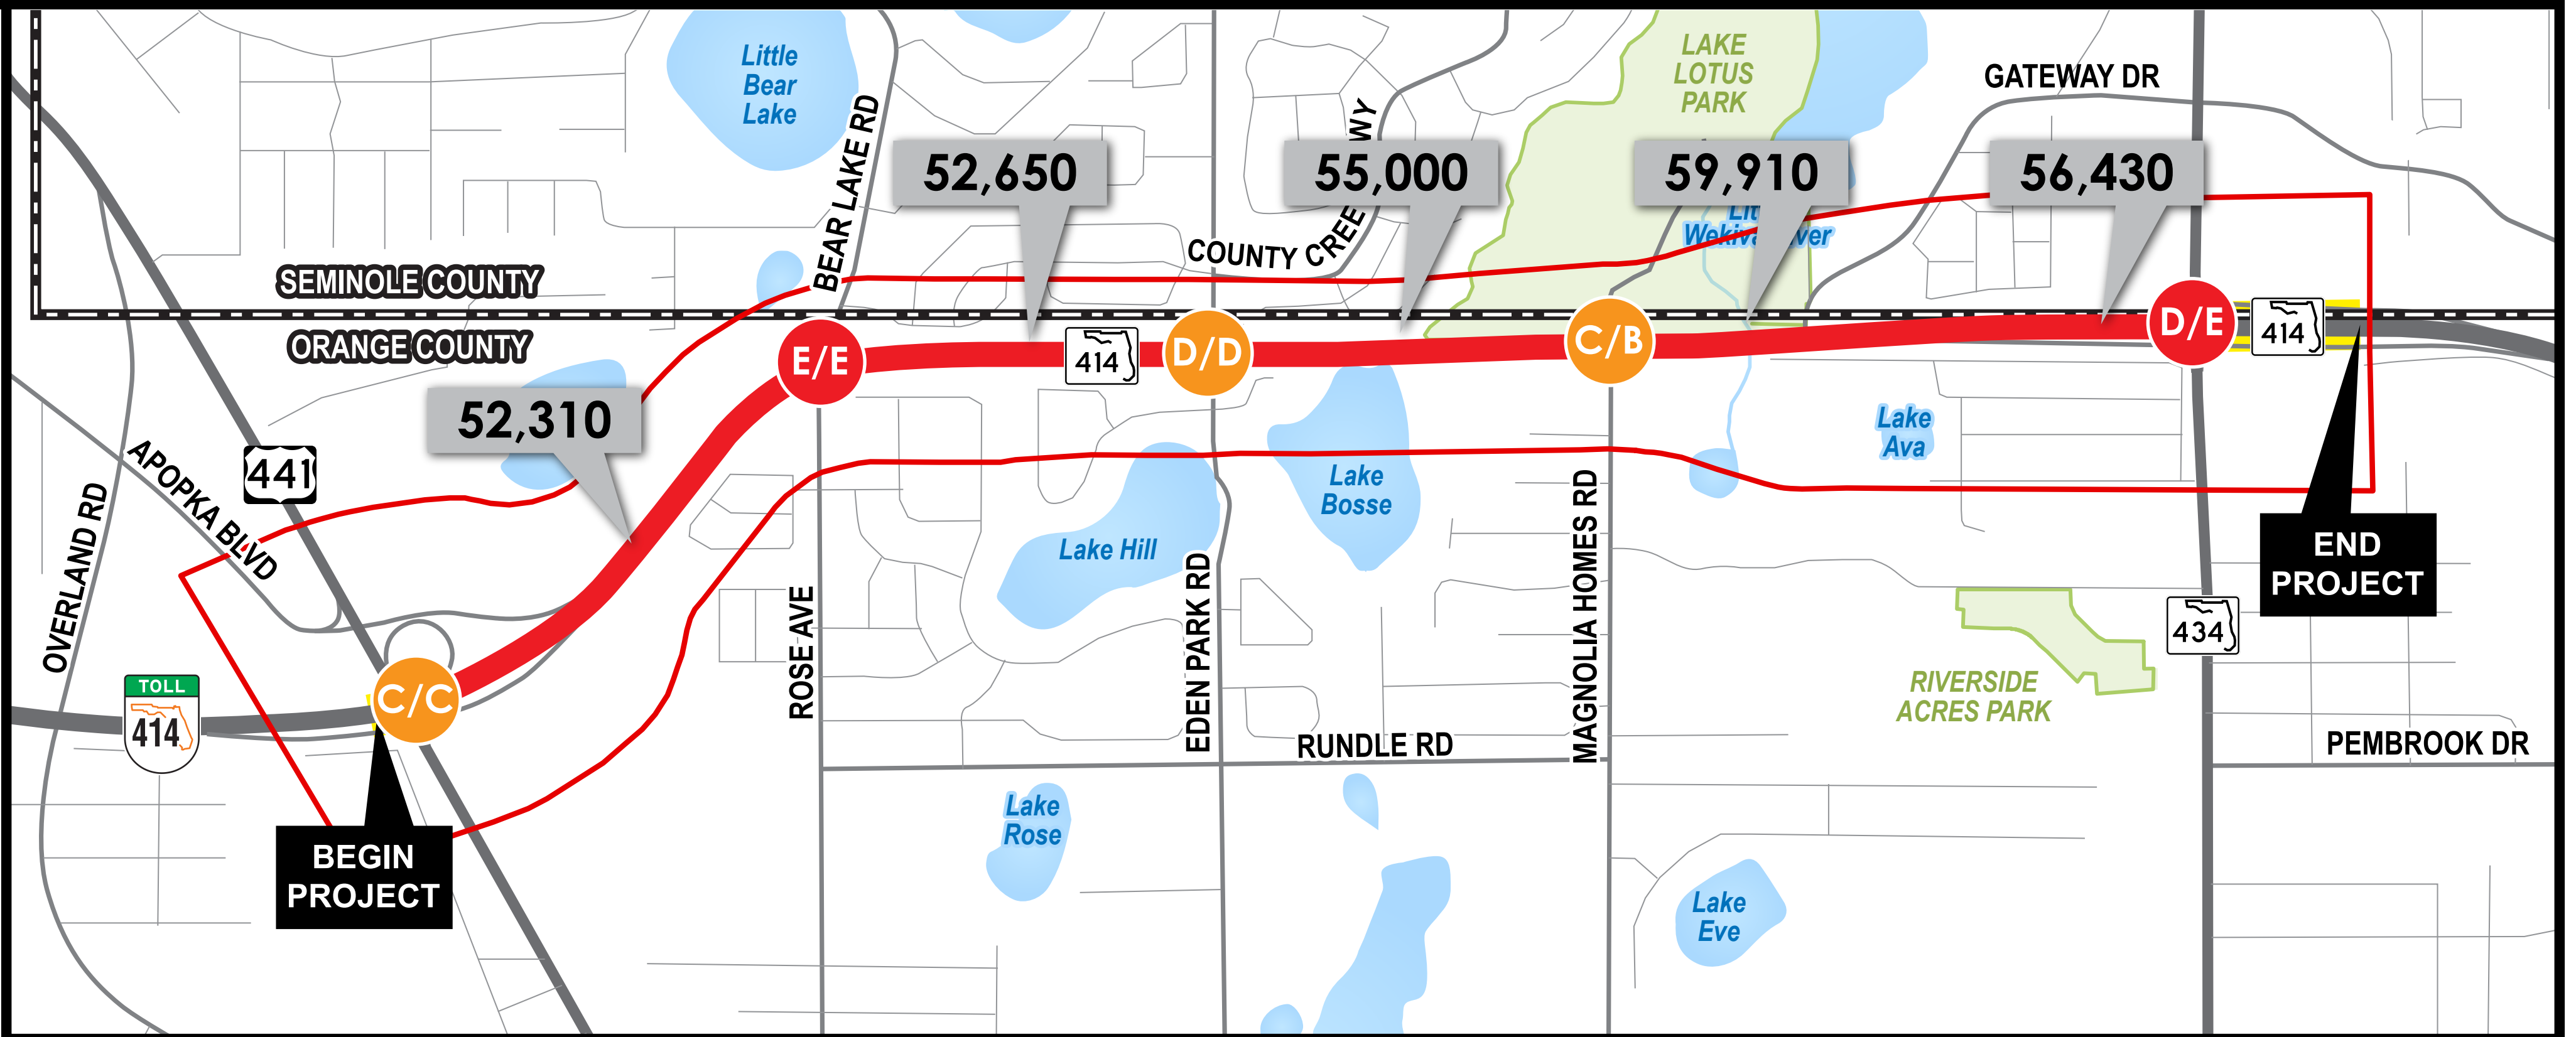 Little
Bear
Lake
LAKE
LOTUS
PARK
GATEWAY DR
BEAR LAKE RD
52,650
55,000
59,910
56,430
COUNTY CREE WY
Wekiva
SEMINOLE COUNTY
ORANGE COUNTY
E/E
414
D/D
C/B
D/E
414
52,310
441
APOPKA BLVD
OVERLAND RD
Lake
Ava
Lake
Bosse
Lake Hill
END
PROJECT
ROSE AVE
EDEN PARK RD
MAGNOLIA HOMES RD
434
TOLL
414
C/C
RIVERSIDE
ACRES PARK
RUNDLE RD
PEMBROOK DR
BEGIN
PROJECT
Lake
Rose
Lake
Eve